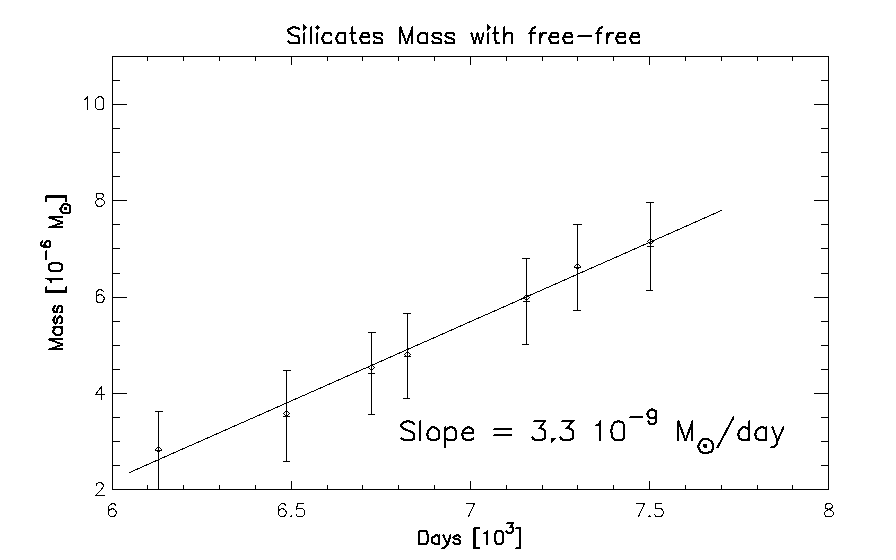 Silicates Mass with free-free
10
8
6
4
2
Mass [10⁻⁶ M⊙]
Slope = 3.3 10⁻⁹ M⊙/day
6 6.5 7 7.5 8
Days [10³]